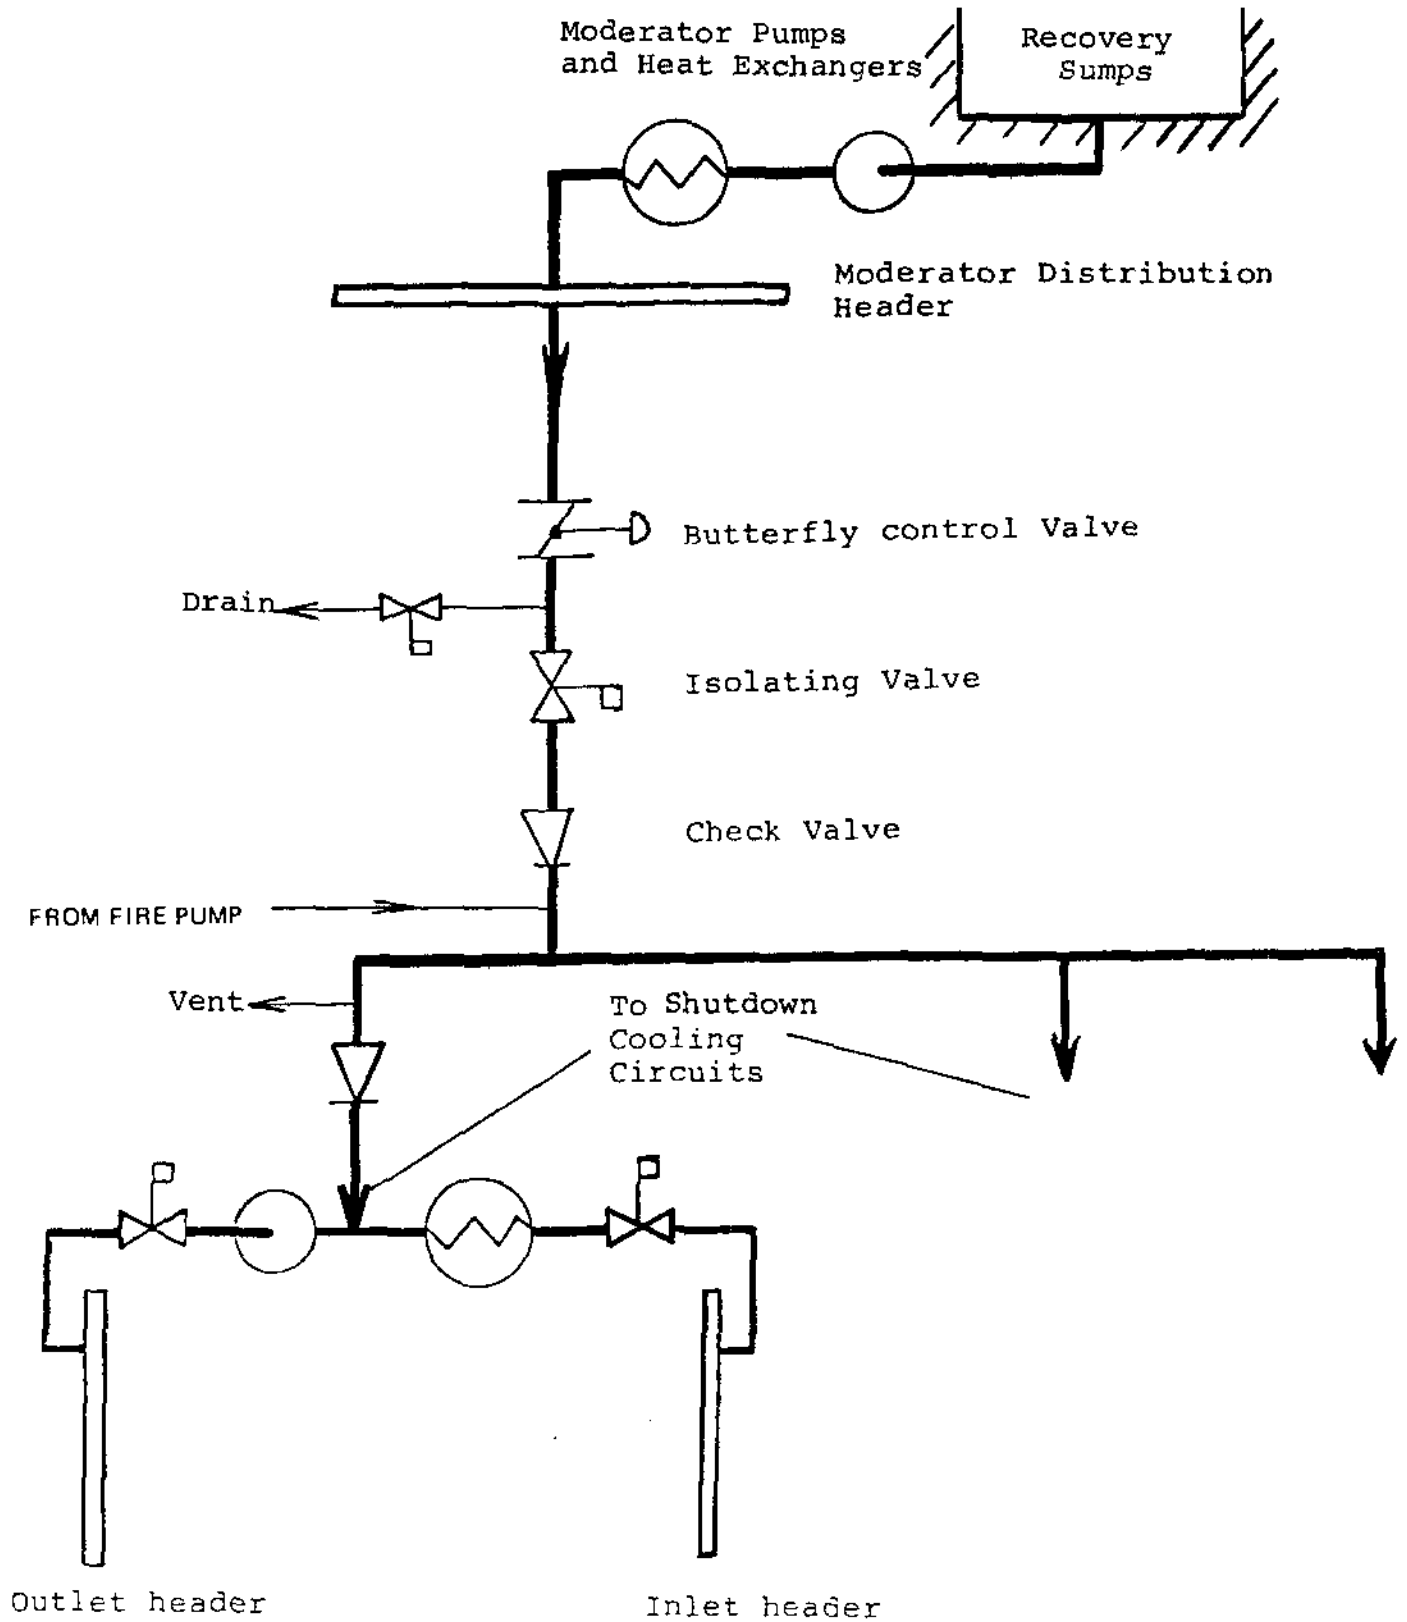 Moderator Pumps
and Heat Exchangers
Recovery
Sumps
Moderator Distribution
Header
Butterfly control Valve
Drain
Isolating Valve
Check Valve
FROM FIRE PUMP
Vent
To Shutdown
Cooling
Circuits
Outlet header
Inlet header